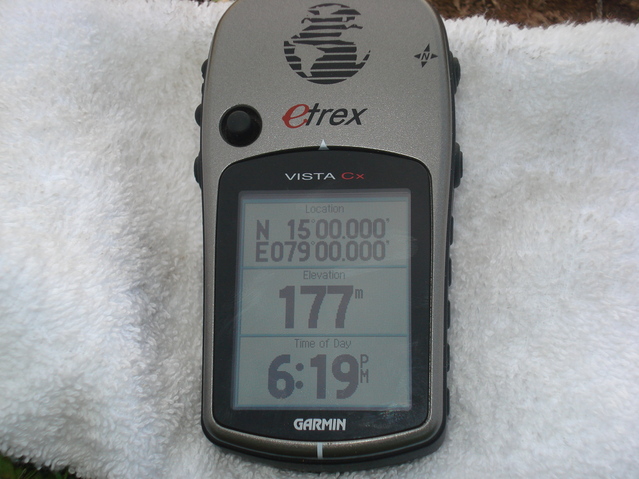 N
etrex
VISTA Cx
Location
N 15°00.000'
E079°00.000'
Elevation
177m
Time of Day
6:19PM
GARMIN